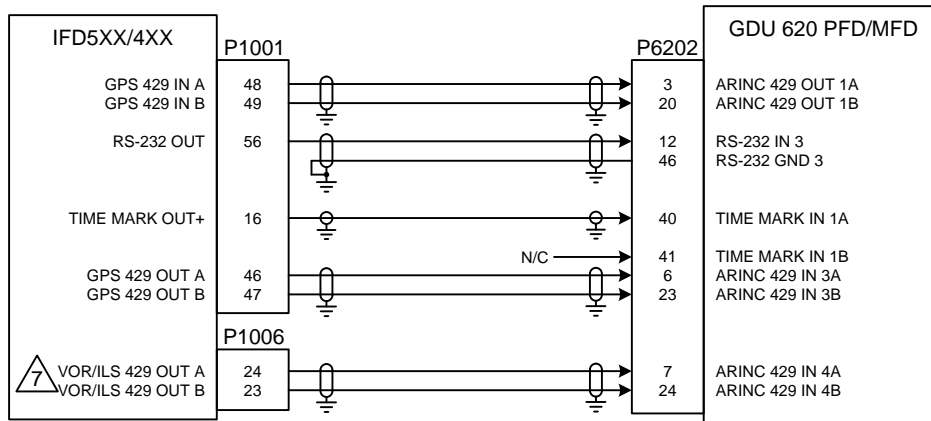 IFD5XX/4XX
GDU 620 PFD/MFD
P1001
P6202
GPS 429 IN A 48 3 ARINC 429 OUT 1A
GPS 429 IN B 49 20 ARINC 429 OUT 1B
RS-232 OUT 56 12 RS-232 IN 3
46 RS-232 GND 3
TIME MARK OUT+ 16 40 TIME MARK IN 1A
N/C 41 TIME MARK IN 1B
GPS 429 OUT A 46 6 ARINC 429 IN 3A
GPS 429 OUT B 47 23 ARINC 429 IN 3B
P1006
7 VOR/ILS 429 OUT A 24 7 ARINC 429 IN 4A
VOR/ILS 429 OUT B 23 24 ARINC 429 IN 4B